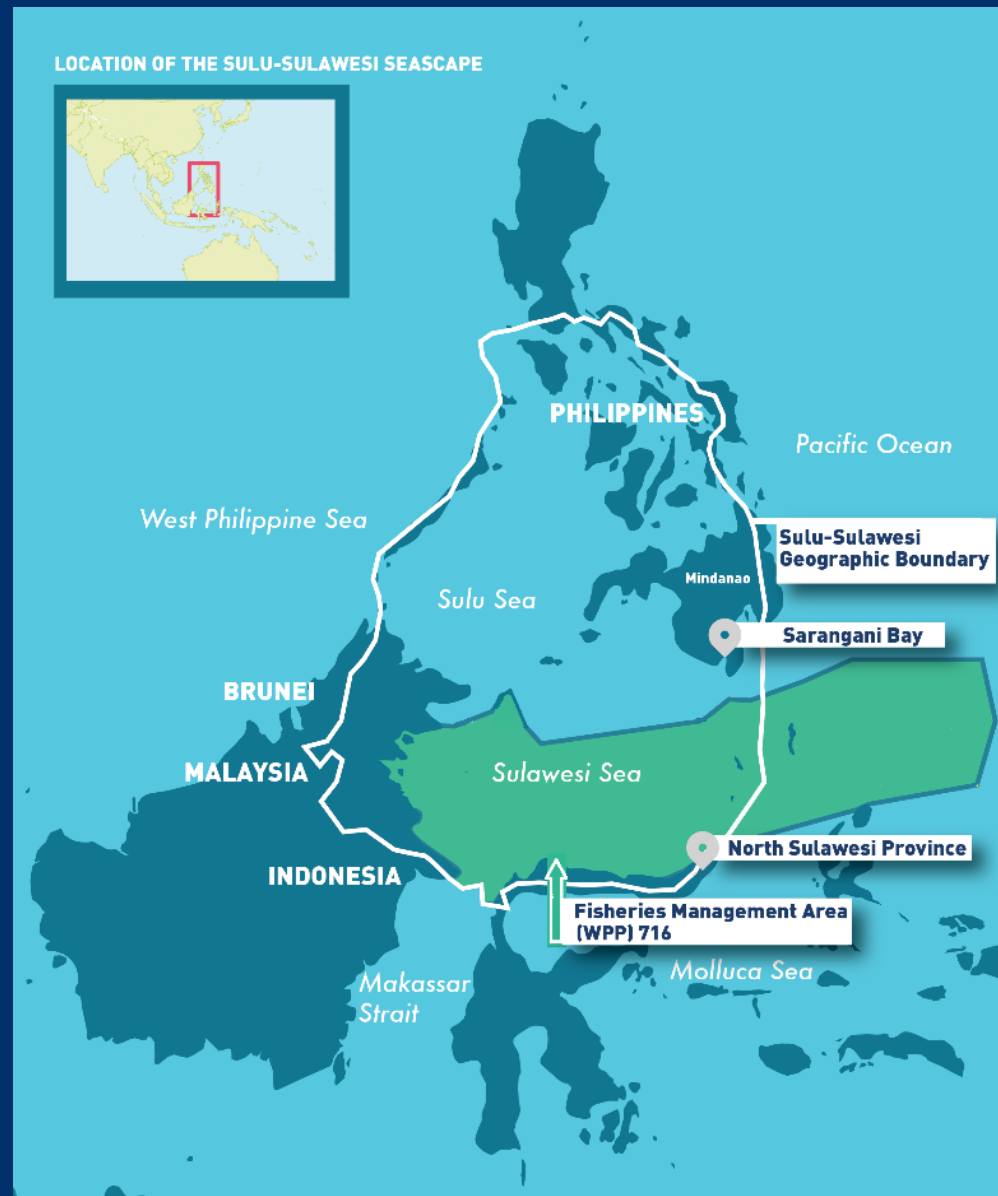 LOCATION OF THE SULU-SULAWESI SEASCAPE
PHILIPPINES
Pacific Ocean
West Philippine Sea
Sulu-Sulawesi
Geographic Boundary
Mindanao
Sulu Sea
Sarangani Bay
BRUNEI
MALAYSIA
Sulawesi Sea
North Sulawesi Province
INDONESIA
Fisheries Management Area
(WPP) 716
Molluca Sea
Makassar
Strait